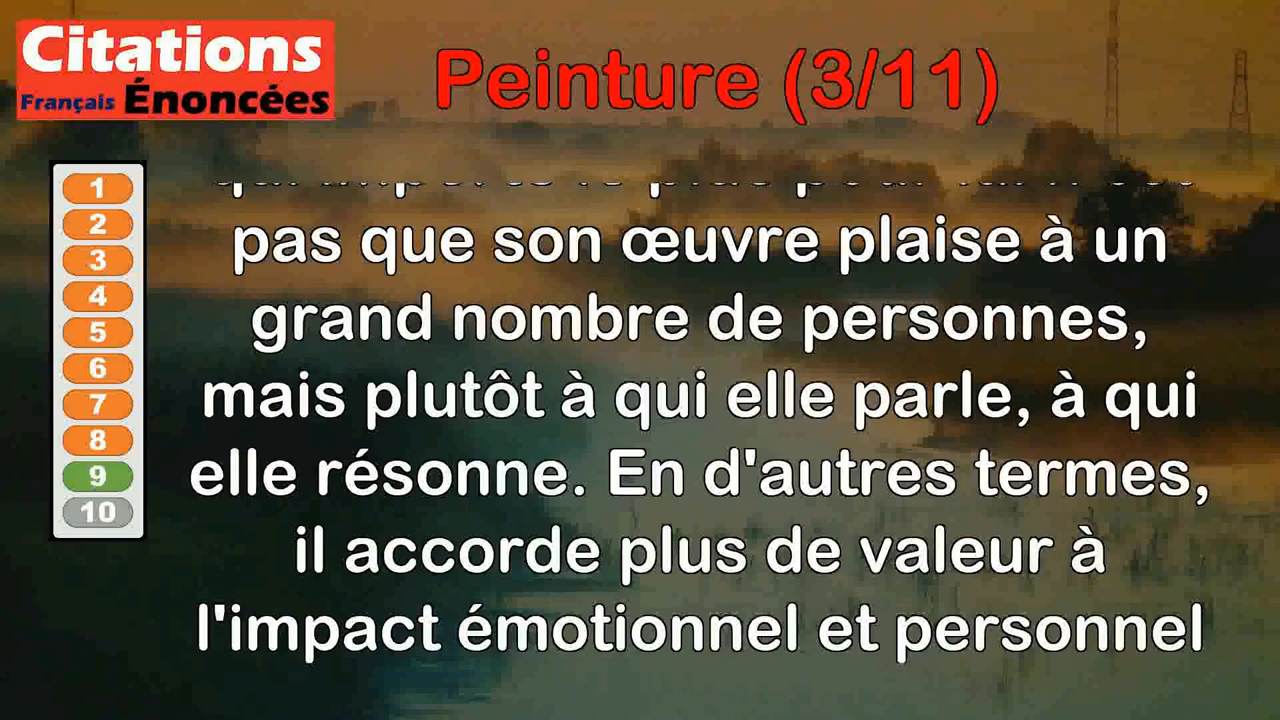 Citations
Français Énoncées
Peinture (3/11)
1
2
3
4
5
6
7
8
9
10
pas que son œuvre plaise à un
grand nombre de personnes,
mais plutôt à qui elle parle, à qui
elle résonne. En d'autres termes,
il accorde plus de valeur à
l'impact émotionnel et personnel